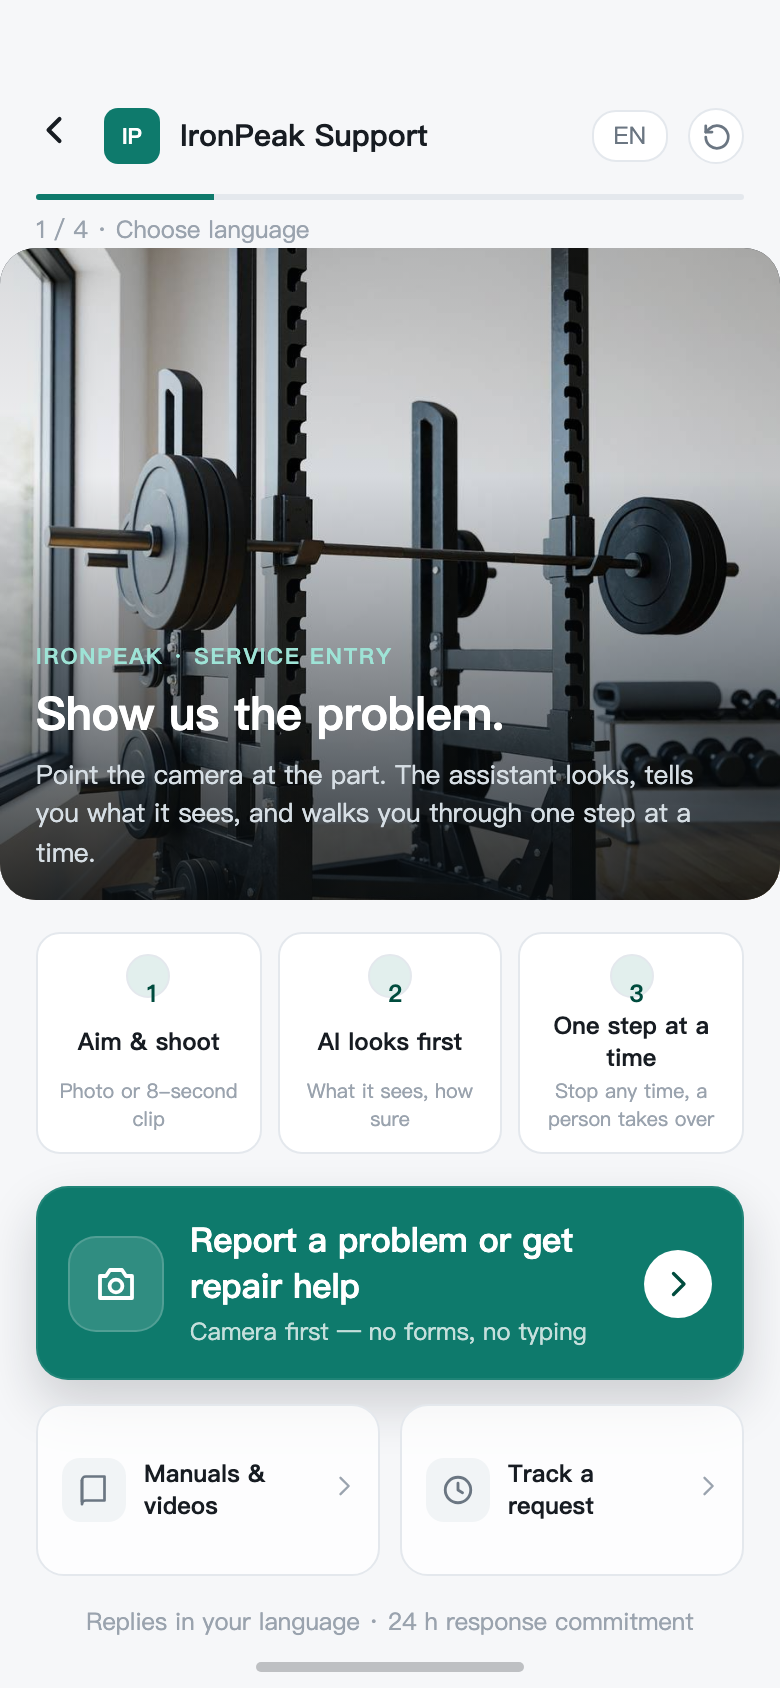 IP
IronPeak Support
EN
1 / 4 · Choose language
IRONPEAK · SERVICE ENTRY
Show us the problem.
Point the camera at the part. The assistant looks, tells
you what it sees, and walks you through one step at a
time.
1
Aim & shoot
Photo or 8–second
clip
2
AI looks first
What it sees, how
sure
3
One step at a
time
Stop any time, a
person takes over
Report a problem or get
repair help
Camera first — no forms, no typing
Manuals &
videos
Track a
request
Replies in your language · 24 h response commitment